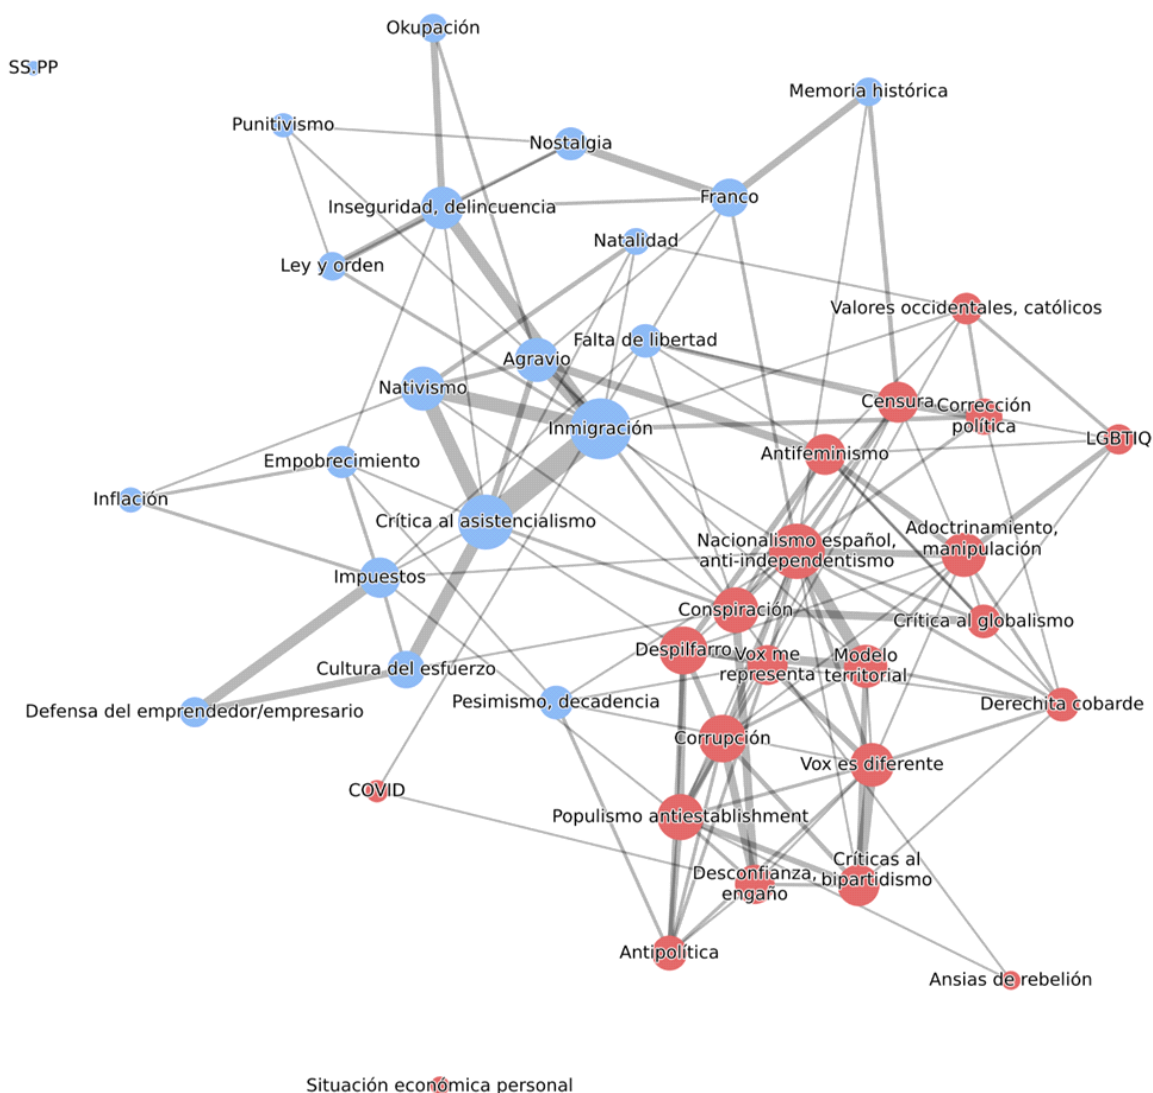 Okupación
SS.PP
Memoria histórica
Punitivismo
Nostalgia
Franco
Inseguridad, delincuencia
Natalidad
Ley y orden
Valores occidentales, católicos
Falta de libertad
Agravio
Nativismo
Censura
Corrección
política
Inmigración
LGBTIQ
Antifeminismo
Empobrecimiento
Inflación
Crítica al asistencialismo
Nacionalismo español,
anti-independentismo
Adoctrinamiento,
manipulación
Impuestos
Conspiración
Crítica al globalismo
Despilfarro
Vox me
representa
Modelo
territorial
Cultura del esfuerzo
Pesimismo, decadencia
Derechita cobarde
Defensa del emprendedor/empresario
Corrupción
Vox es diferente
COVID
Populismo antiestablishment
Desconfianza,
engaño
Críticas al
bipartidismo
Antipolítica
Ansias de rebelión
Situación económica personal